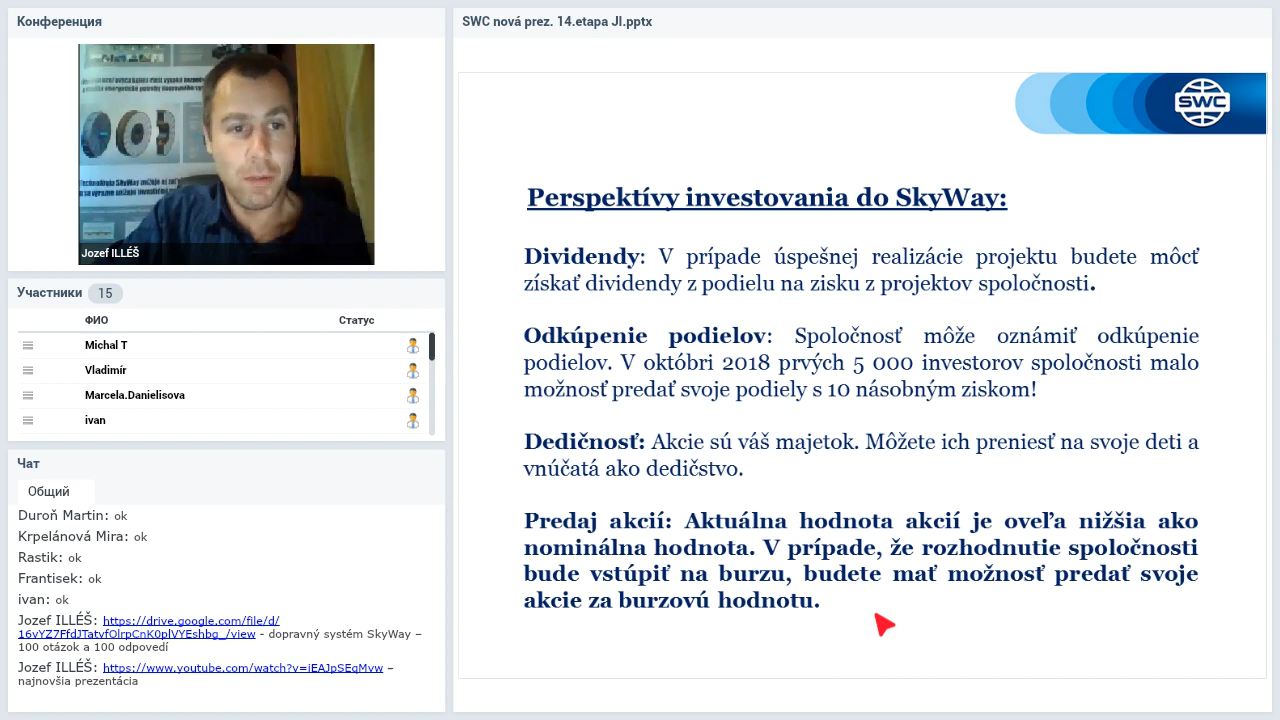 Конференция
Jozef ILLÉŠ
Участники 15
ФИО Статус
Michal T
Vladimír
Marcela.Danielisova
ivan
Чат
Общий
Duroň Martin: ok
Krpelánová Mira: ok
Rastik: ok
Frantisek: ok
ivan: ok
Jozef ILLÉŠ: https://drive.google.com/file/d/
16vYZ7FfdJTatvfOlrpCnK0plVYEshbg_/view - dopravný systém SkyWay –
100 otázok a 100 odpovedí
Jozef ILLÉŠ: https://www.youtube.com/watch?v=iEAJpSEqMvw –
najnovšia prezentácia
SWC nová prez. 14.etapa JI.pptx
SWC
Perspektívy investovania do SkyWay:
Dividendy: V prípade úspešnej realizácie projektu budete môcť
získať dividendy z podielu na zisku z projektov spoločnosti.
Odkúpenie podielov: Spoločnosť môže oznámiť odkúpenie
podielov. V októbri 2018 prvých 5 000 investorov spoločnosti malo
možnosť predať svoje podiely s 10 násobným ziskom!
Dedičnosť: Akcie sú váš majetok. Môžete ich preniesť na svoje deti a
vnúčatá ako dedičstvo.
Predaj akcií: Aktuálna hodnota akcií je oveľa nižšia ako
nominálna hodnota. V prípade, že rozhodnutie spoločnosti
bude vstúpiť na burzu, budete mať možnosť predať svoje
akcie za burzovú hodnotu.